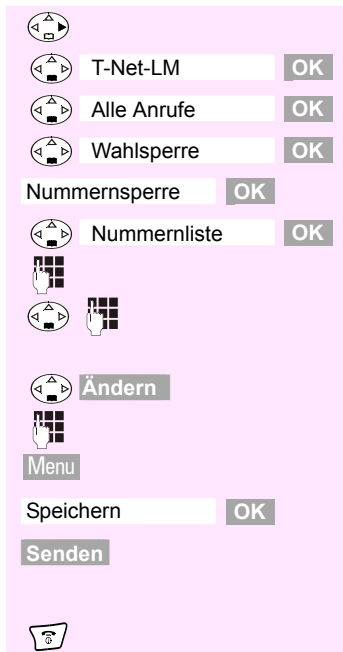 T-Net-LM OK
Alle Anrufe OK
Wahlsperre OK
Nummernsperre OK
Nummernliste OK
Ändern
Menu
Speichern OK
Senden